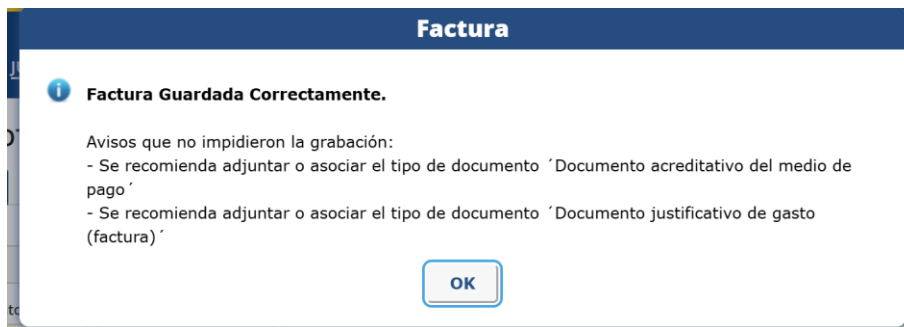 Factura
Factura Guardada Correctamente.
Avisos que no impidieron la grabación:
- Se recomienda adjuntar o asociar el tipo de documento ´Documento acreditativo del medio de
pago´
- Se recomienda adjuntar o asociar el tipo de documento ´Documento justificativo de gasto
(factura)´
OK